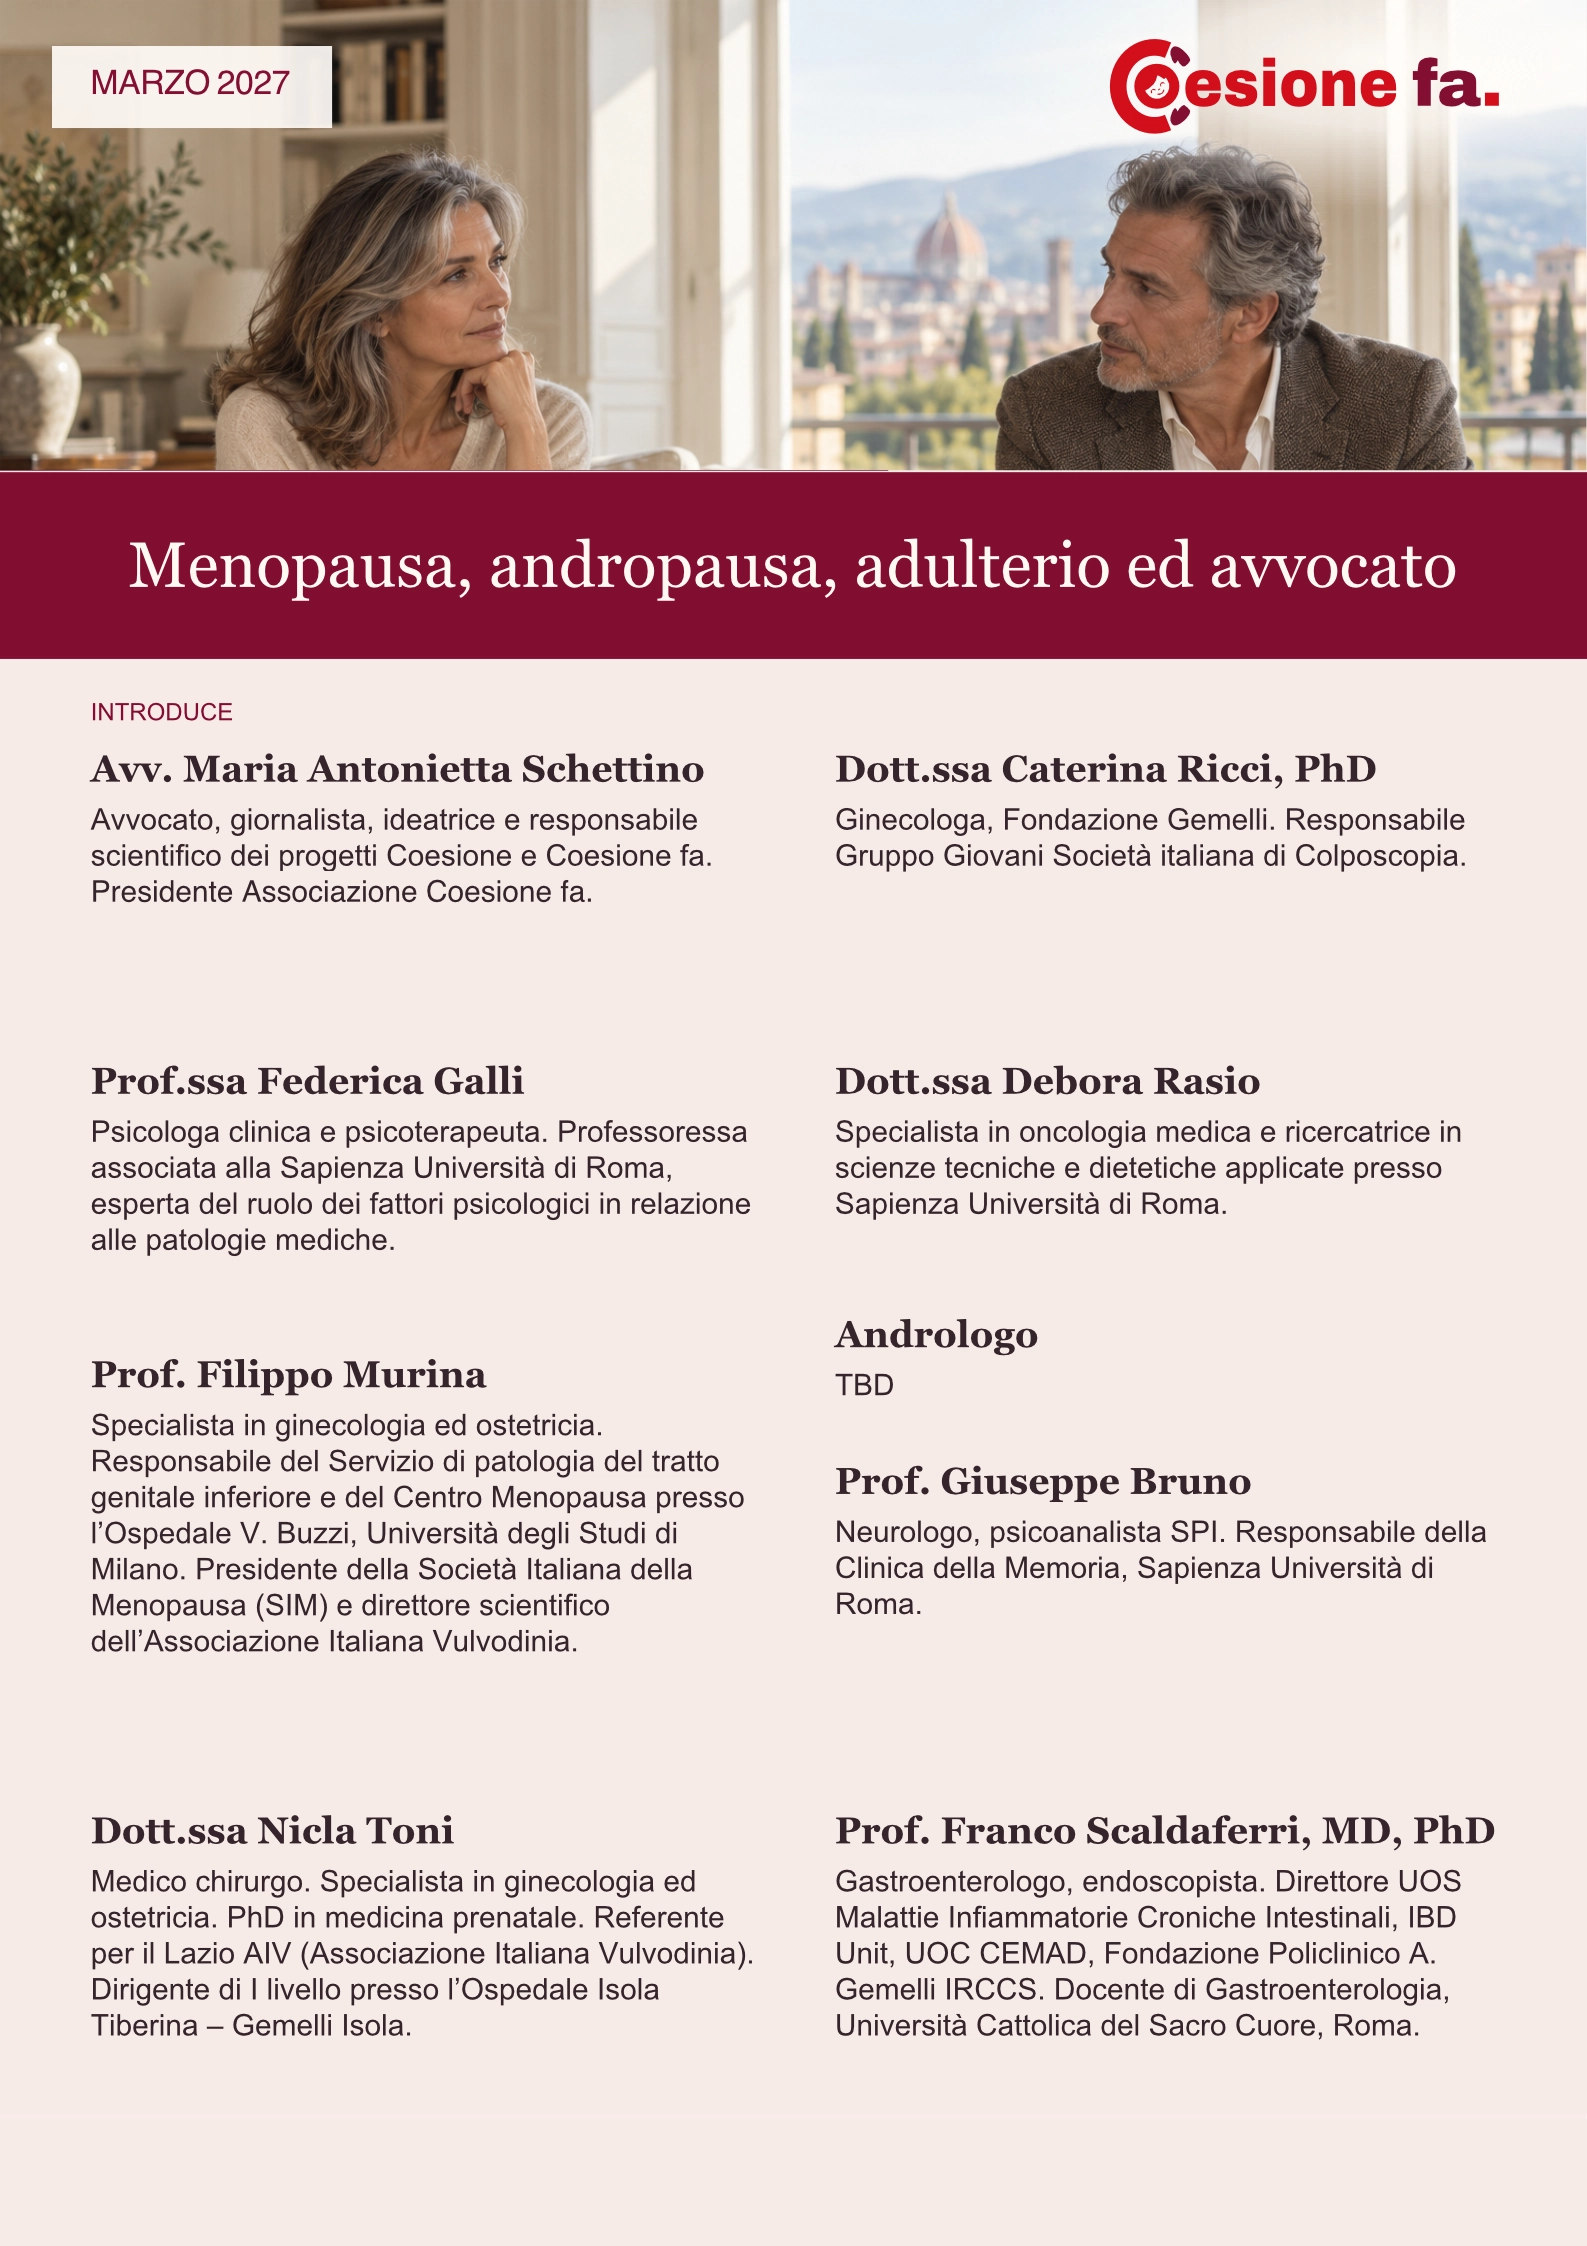 MARZO 2027
Coesione fa.
Menopausa, andropausa, adulterio ed avvocato
INTRODUCE
Avv. Maria Antonietta Schettino
Avvocato, giornalista, ideatrice e responsabile
scientifico dei progetti Coesione e Coesione fa.
Presidente Associazione Coesione fa.
Dott.ssa Caterina Ricci, PhD
Ginecologa, Fondazione Gemelli. Responsabile
Gruppo Giovani Società italiana di Colposcopia.
Prof.ssa Federica Galli
Psicologa clinica e psicoterapeuta. Professoressa
associata alla Sapienza Università di Roma,
esperta del ruolo dei fattori psicologici in relazione
alle patologie mediche.
Dott.ssa Debora Rasio
Specialista in oncologia medica e ricercatrice in
scienze tecniche e dietetiche applicate presso
Sapienza Università di Roma.
Prof. Filippo Murina
Specialista in ginecologia ed ostetricia.
Responsabile del Servizio di patologia del tratto
genitale inferiore e del Centro Menopausa presso
l’Ospedale V. Buzzi, Università degli Studi di
Milano. Presidente della Società Italiana della
Menopausa (SIM) e direttore scientifico
dell’Associazione Italiana Vulvodinia.
Andrologo
TBD
Prof. Giuseppe Bruno
Neurologo, psicoanalista SPI. Responsabile della
Clinica della Memoria, Sapienza Università di
Roma.
Dott.ssa Nicla Toni
Medico chirurgo. Specialista in ginecologia ed
ostetricia. PhD in medicina prenatale. Referente
per il Lazio AIV (Associazione Italiana Vulvodinia).
Dirigente di I livello presso l’Ospedale Isola
Tiberina – Gemelli Isola.
Prof. Franco Scaldaferri, MD, PhD
Gastroenterologo, endoscopista. Direttore UOS
Malattie Infiammatorie Croniche Intestinali, IBD
Unit, UOC CEMAD, Fondazione Policlinico A.
Gemelli IRCCS. Docente di Gastroenterologia,
Università Cattolica del Sacro Cuore, Roma.